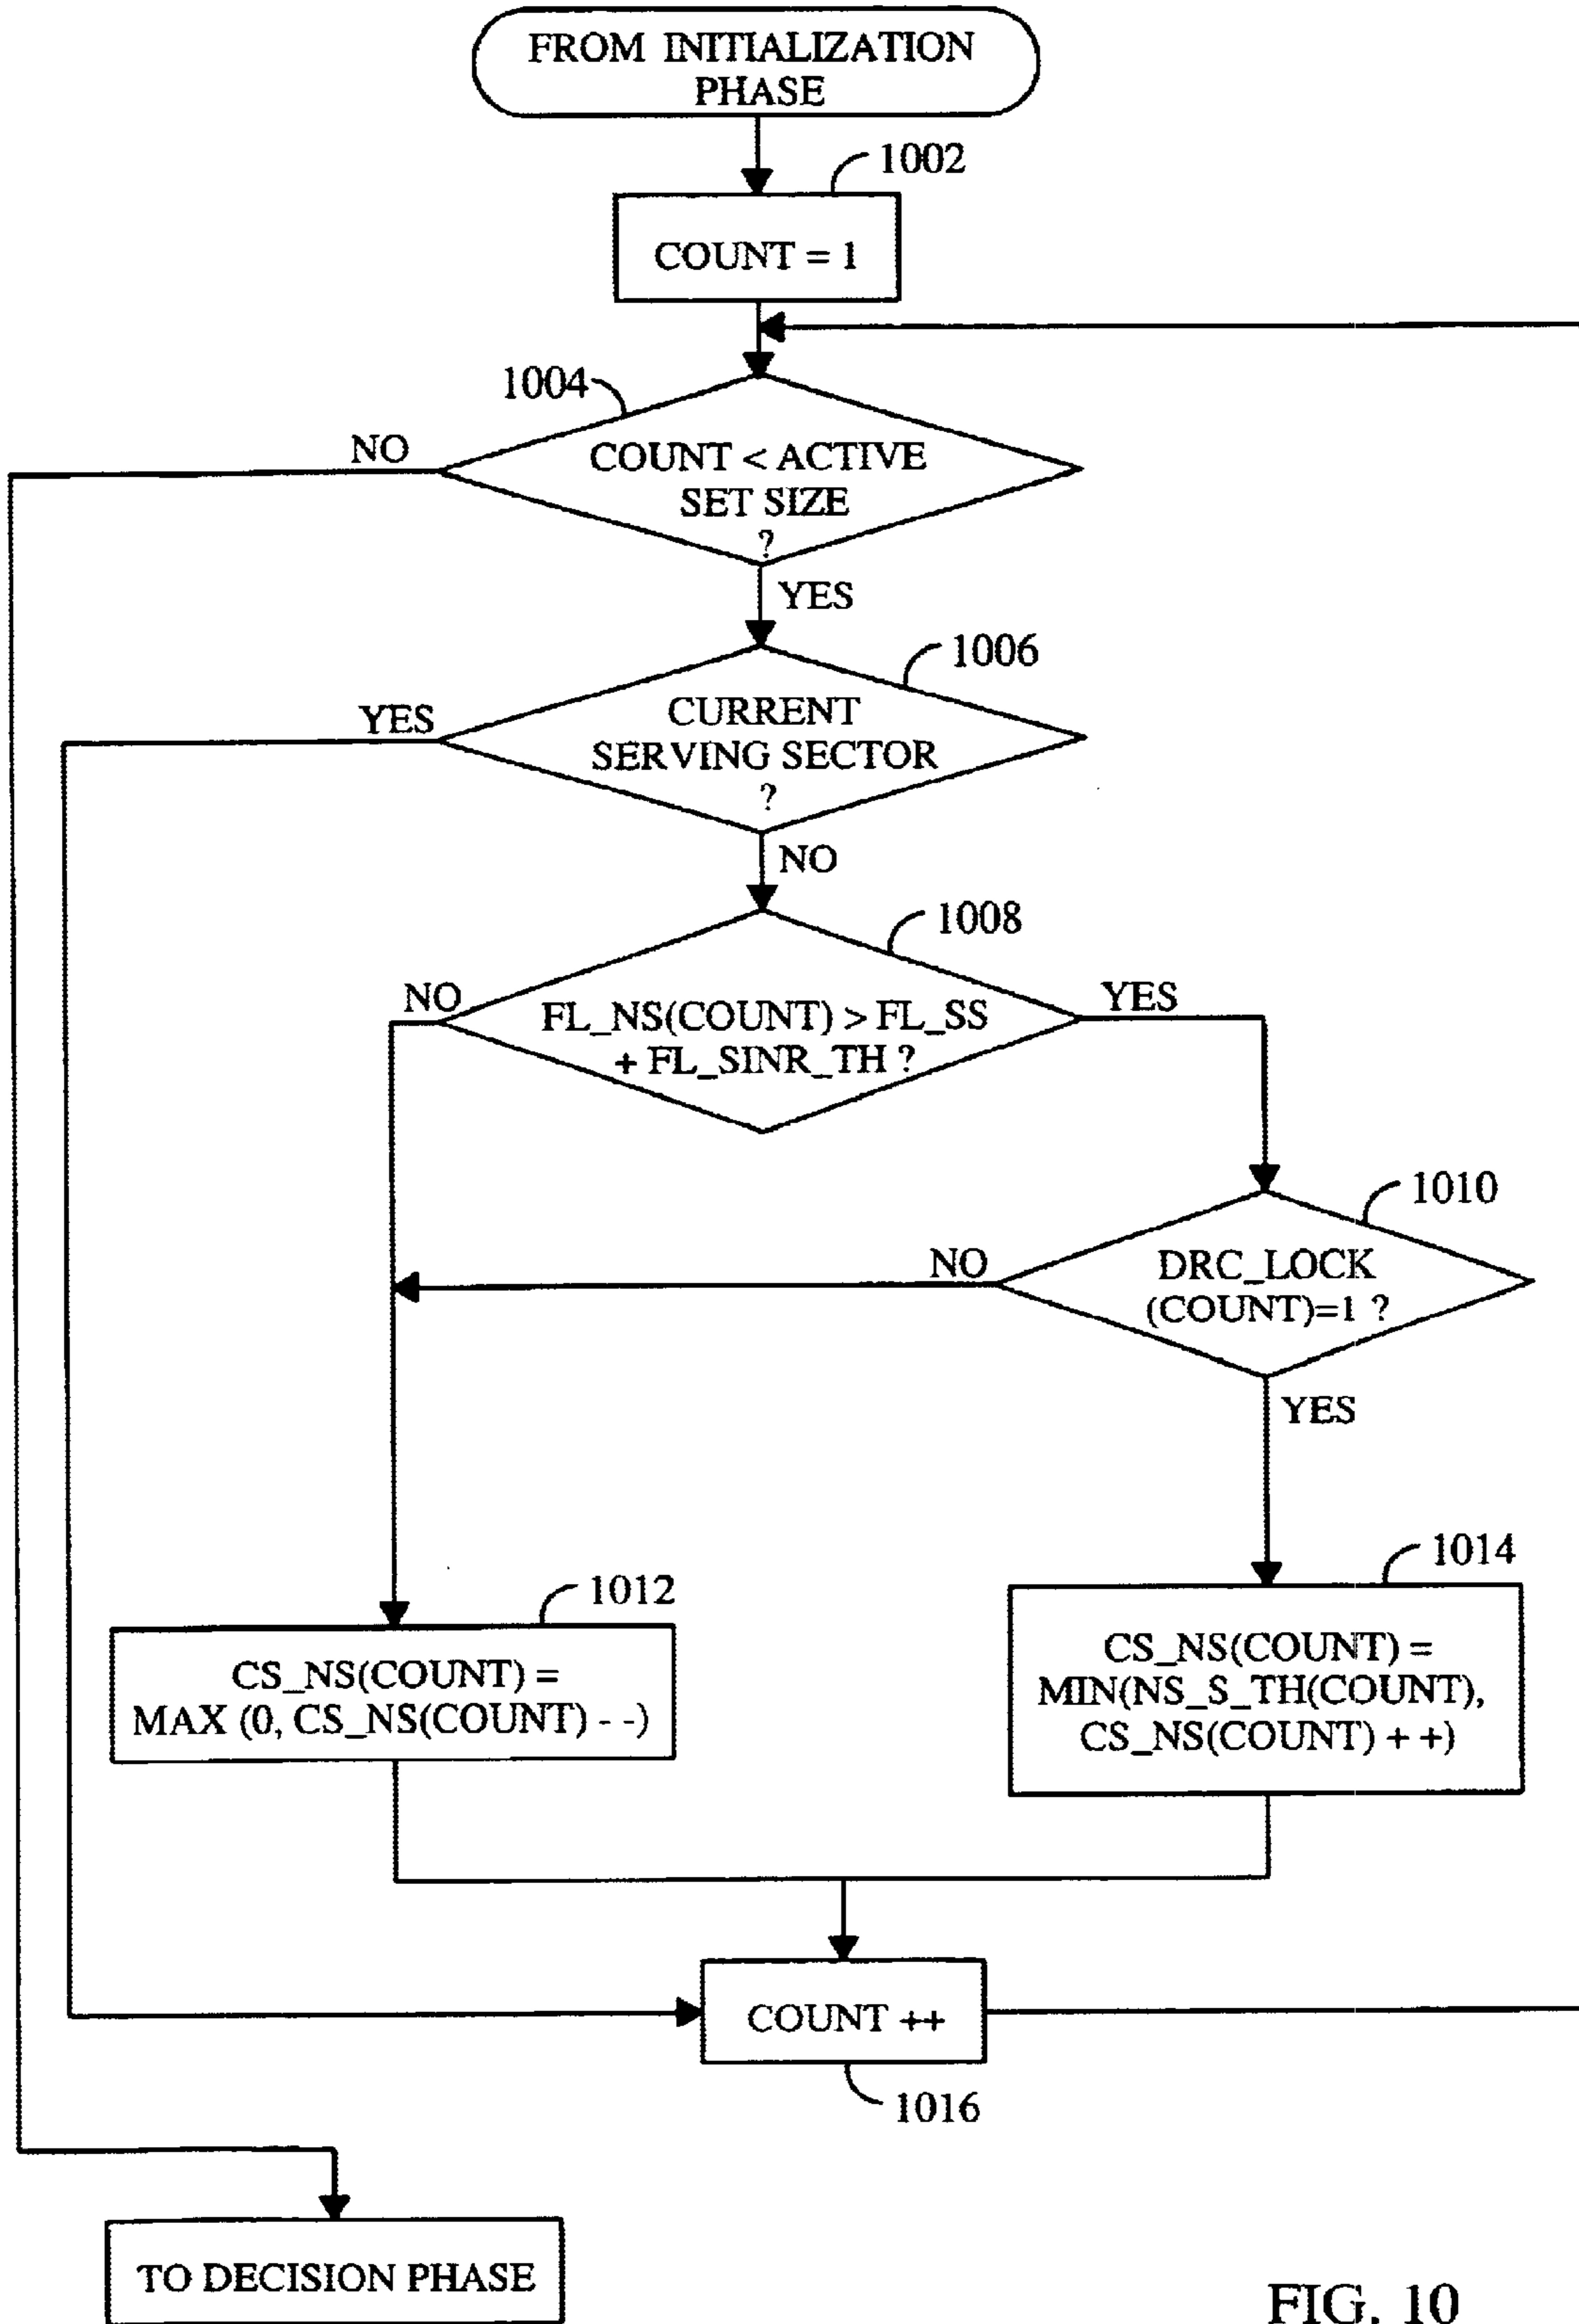 FROM INITIALIZATION
PHASE
1002
COUNT = 1
1004
NO
COUNT < ACTIVE
SET SIZE
?
YES
1006
YES
CURRENT
SERVING SECTOR
?
NO
1008
NO
FL_NS(COUNT) > FL_SS
+ FL_SINR_TH ?
YES
1010
NO
DRC_LOCK
(COUNT)=1 ?
YES
1012
CS_NS(COUNT) =
MAX (0, CS_NS(COUNT) - -)
1014
CS_NS(COUNT) =
MIN(NS_S_TH(COUNT),
CS_NS(COUNT) + +)
COUNT ++
1016
TO DECISION PHASE
FIG. 10